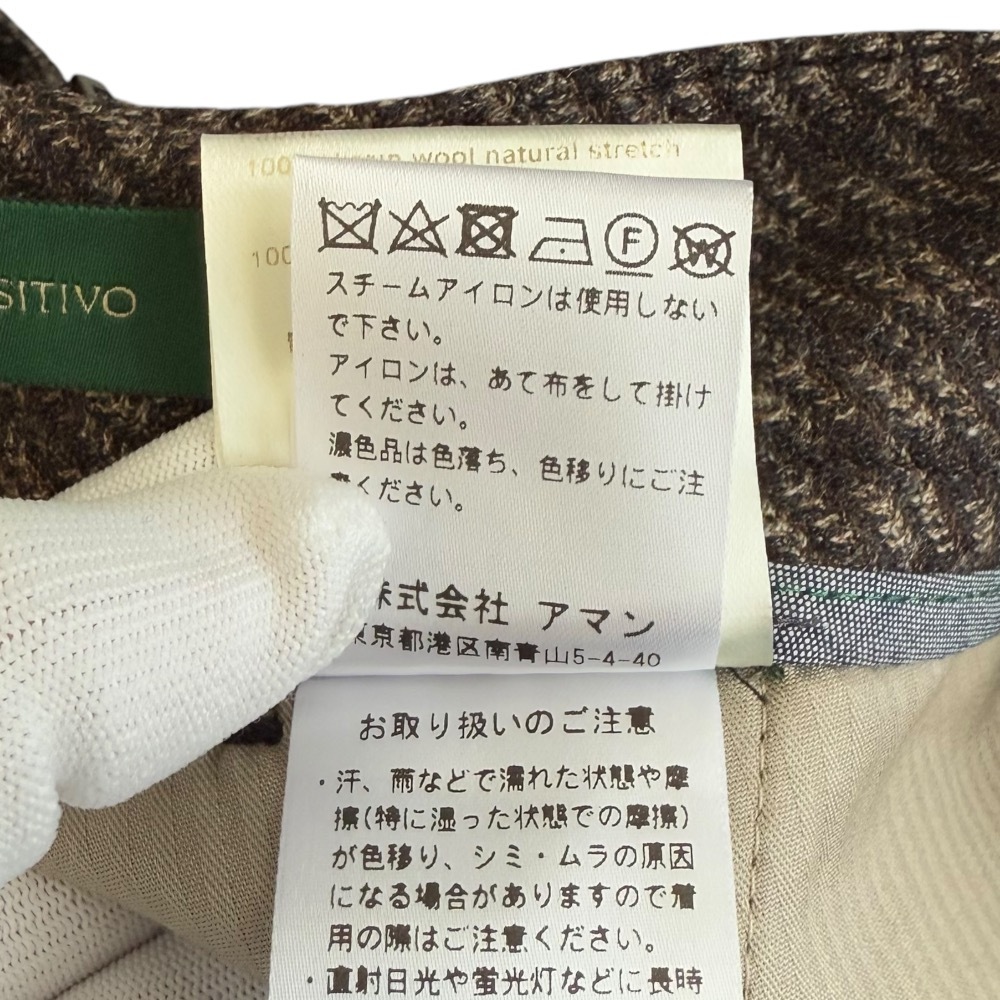 100% wool natural stretch
100
SITIVO
F
W
スチームアイロンは使用しない
で下さい。
アイロンは、あて布をして掛け
てください。
濃色品は色落ち、色移りにご注
意ください。
株式会社 アマン
東京都港区南青山5-4-40
お取り扱いのご注意
・汗、雨などで濡れた状態や摩
擦(特に湿った状態での摩擦)
が色移り、シミ・ムラの原因
になる場合がありますので着
用の際はご注意ください。
・直射日光や蛍光灯などに長時